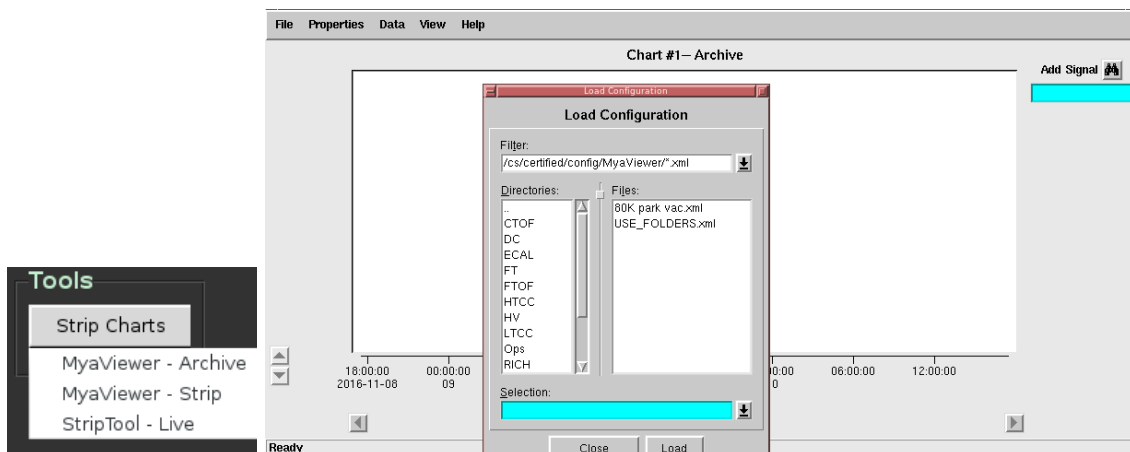 Tools
Strip Charts
MyaViewer - Archive
MyaViewer - Strip
StripTool - Live
File Properties Data View Help
Chart #1— Archive
Add Signal
Load Configuration
Load Configuration
Filter:
/cs/certified/config/MyaViewer/*.xml
Directories:
Files:
..
CTOF
DC
ECAL
FT
FTOF
HTCC
HV
LTCC
Ops
RICH
80K park vac.xml
USE_FOLDERS.xml
Selection:
Close Load
18:00:00 00:00:00 00:00 06:00:00 12:00:00
2016-11-08 09 0
Ready